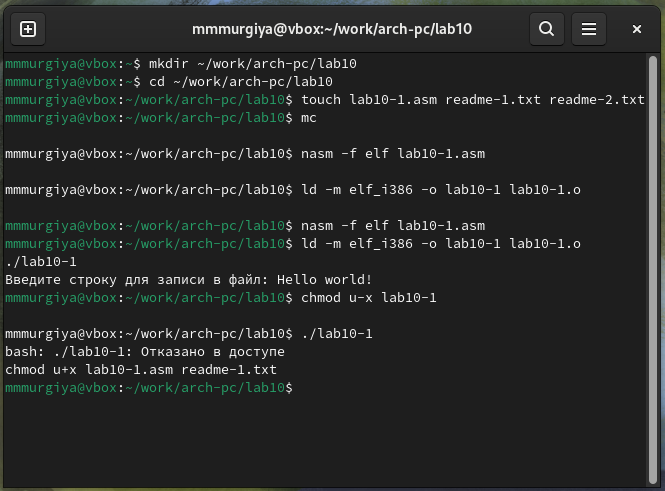 mmmurgiya@vbox:~/work/arch-pc/lab10
mmmurgiya@vbox:~$ mkdir ~/work/arch-pc/lab10
mmmurgiya@vbox:~$ cd ~/work/arch-pc/lab10
mmmurgiya@vbox:~/work/arch-pc/lab10$ touch lab10-1.asm readme-1.txt readme-2.txt
mmmurgiya@vbox:~/work/arch-pc/lab10$ mc
mmmurgiya@vbox:~/work/arch-pc/lab10$ nasm -f elf lab10-1.asm
mmmurgiya@vbox:~/work/arch-pc/lab10$ ld -m elf_i386 -o lab10-1 lab10-1.o
mmmurgiya@vbox:~/work/arch-pc/lab10$ nasm -f elf lab10-1.asm
mmmurgiya@vbox:~/work/arch-pc/lab10$ ld -m elf_i386 -o lab10-1 lab10-1.o
./lab10-1
Введите строку для записи в файл: Hello world!
mmmurgiya@vbox:~/work/arch-pc/lab10$ chmod u-x lab10-1
mmmurgiya@vbox:~/work/arch-pc/lab10$ ./lab10-1
bash: ./lab10-1: Отказано в доступе
chmod u+x lab10-1.asm readme-1.txt
mmmurgiya@vbox:~/work/arch-pc/lab10$